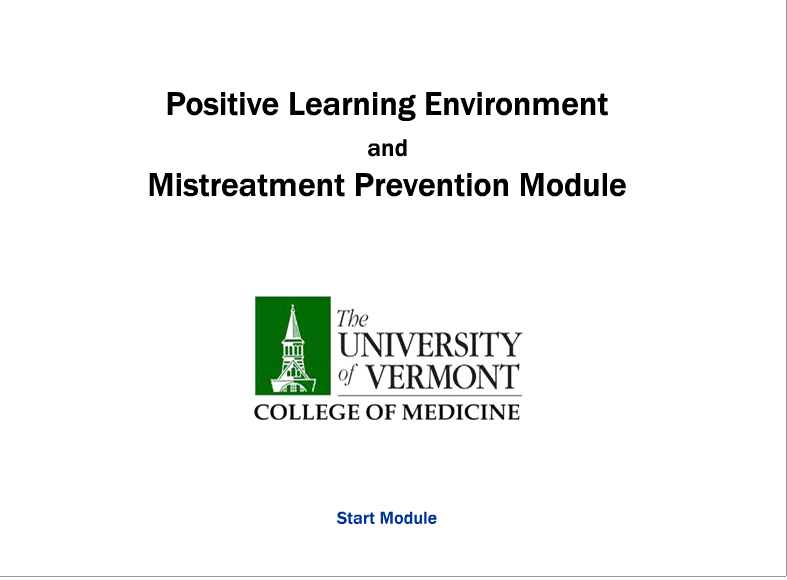 Positive Learning Environment
and
Mistreatment Prevention Module
The
UNIVERSITY
of VERMONT
COLLEGE OF MEDICINE
Start Module